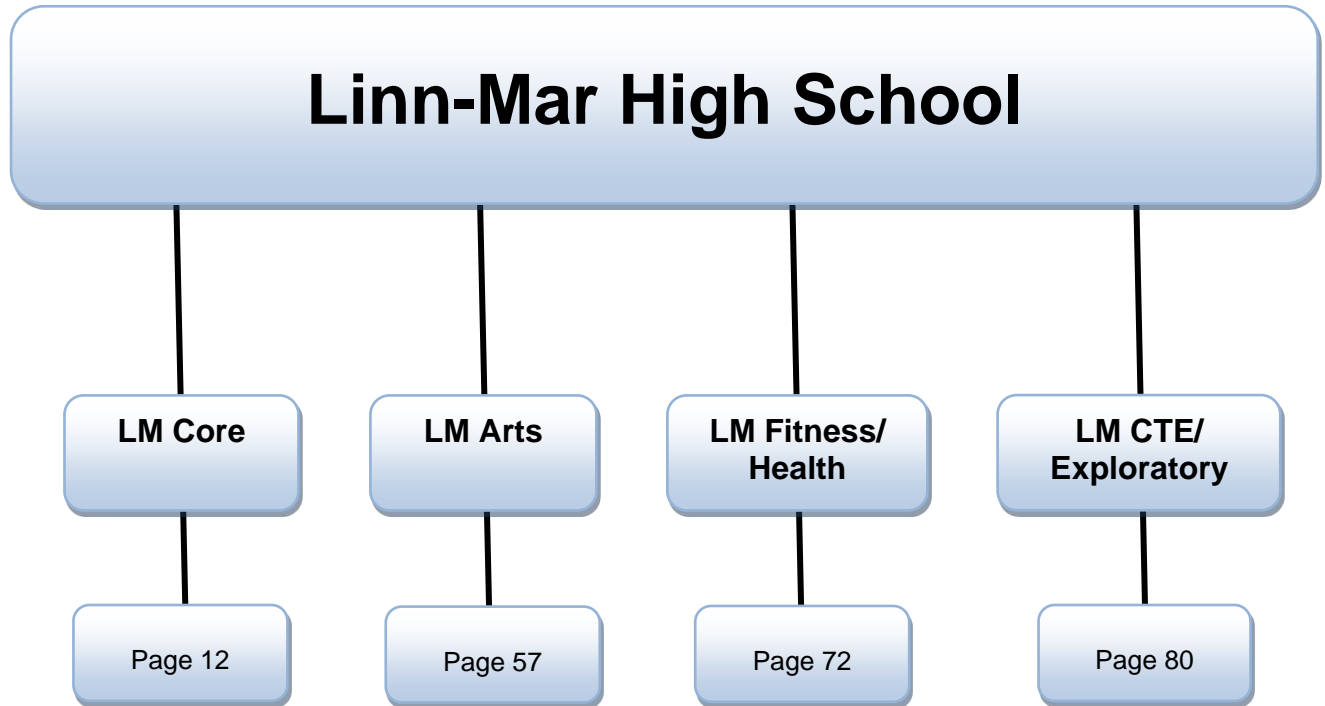 Linn-Mar High School
LM Core
LM Arts
LM Fitness/
Health
LM CTE/
Exploratory
Page 12
Page 57
Page 72
Page 80